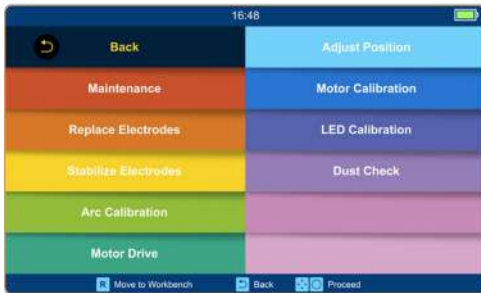 16:48
Back
Adjust Position
Maintenance
Motor Calibration
Replace Electrodes
LED Calibration
Stabilize Electrodes
Dust Check
Arc Calibration
Motor Drive
R Move to Workbench Back Proceed